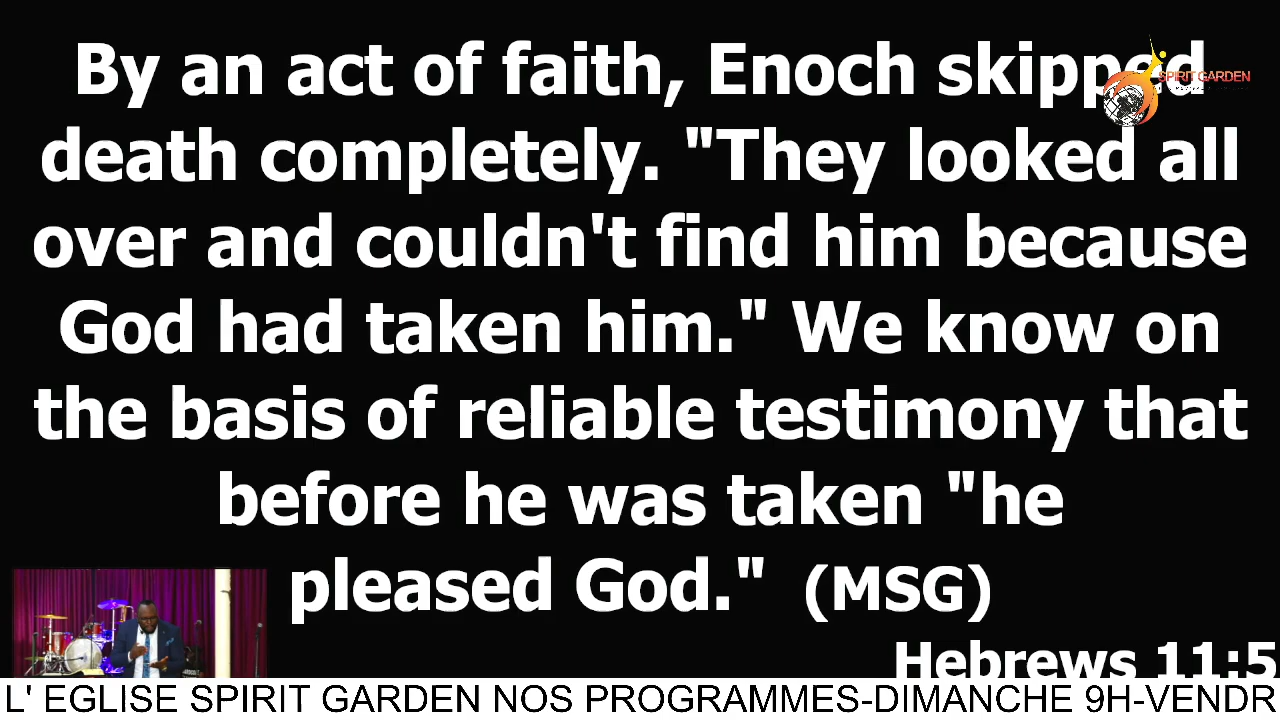 By an act of faith, Enoch skipped
death completely. "They looked all
over and couldn't find him because
God had taken him." We know on
the basis of reliable testimony that
before he was taken "he
pleased God." (MSG)
Hebrews 11:5
SPIRIT GARDEN
L' EGLISE SPIRIT GARDEN NOS PROGRAMMES-DIMANCHE 9H-VENDR